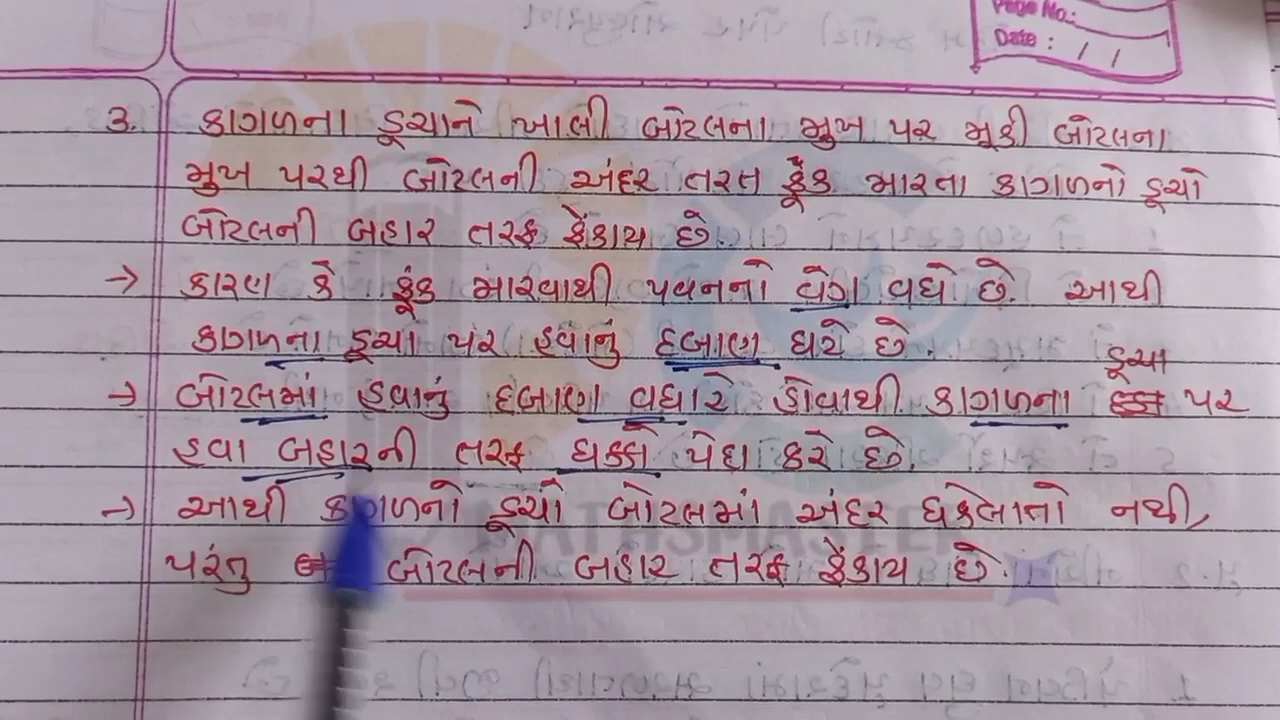 Page No.:
Date : / /
3. કાગળના ડૂચાને ખાલી બોટલના મુખ પર મૂકી બોટલના
મુખ પરથી બોટલની અંદર તરત ફૂંક મારતા કાગળનો ડૂચો
બોટલની બહાર તરફ ફેંકાય છે.
→ કારણ કે ફૂંક મારવાથી પવનનો વેગ વધે છે. આથી
કાગળના ડૂચા પર હવાનું દબાણ ઘટે છે.
ડૂચા
→ બોટલમાં હવાનું દબાણ વધારે હોવાથી કાગળના પર
હવા બહારની તરફ ધક્કો પેદા કરે છે.
→ આથી કાગળનો ડૂચો બોટલમાં અંદર ધકેલાતો નથી,
પરંતુ બોટલની બહાર તરફ ફેંકાય છે.